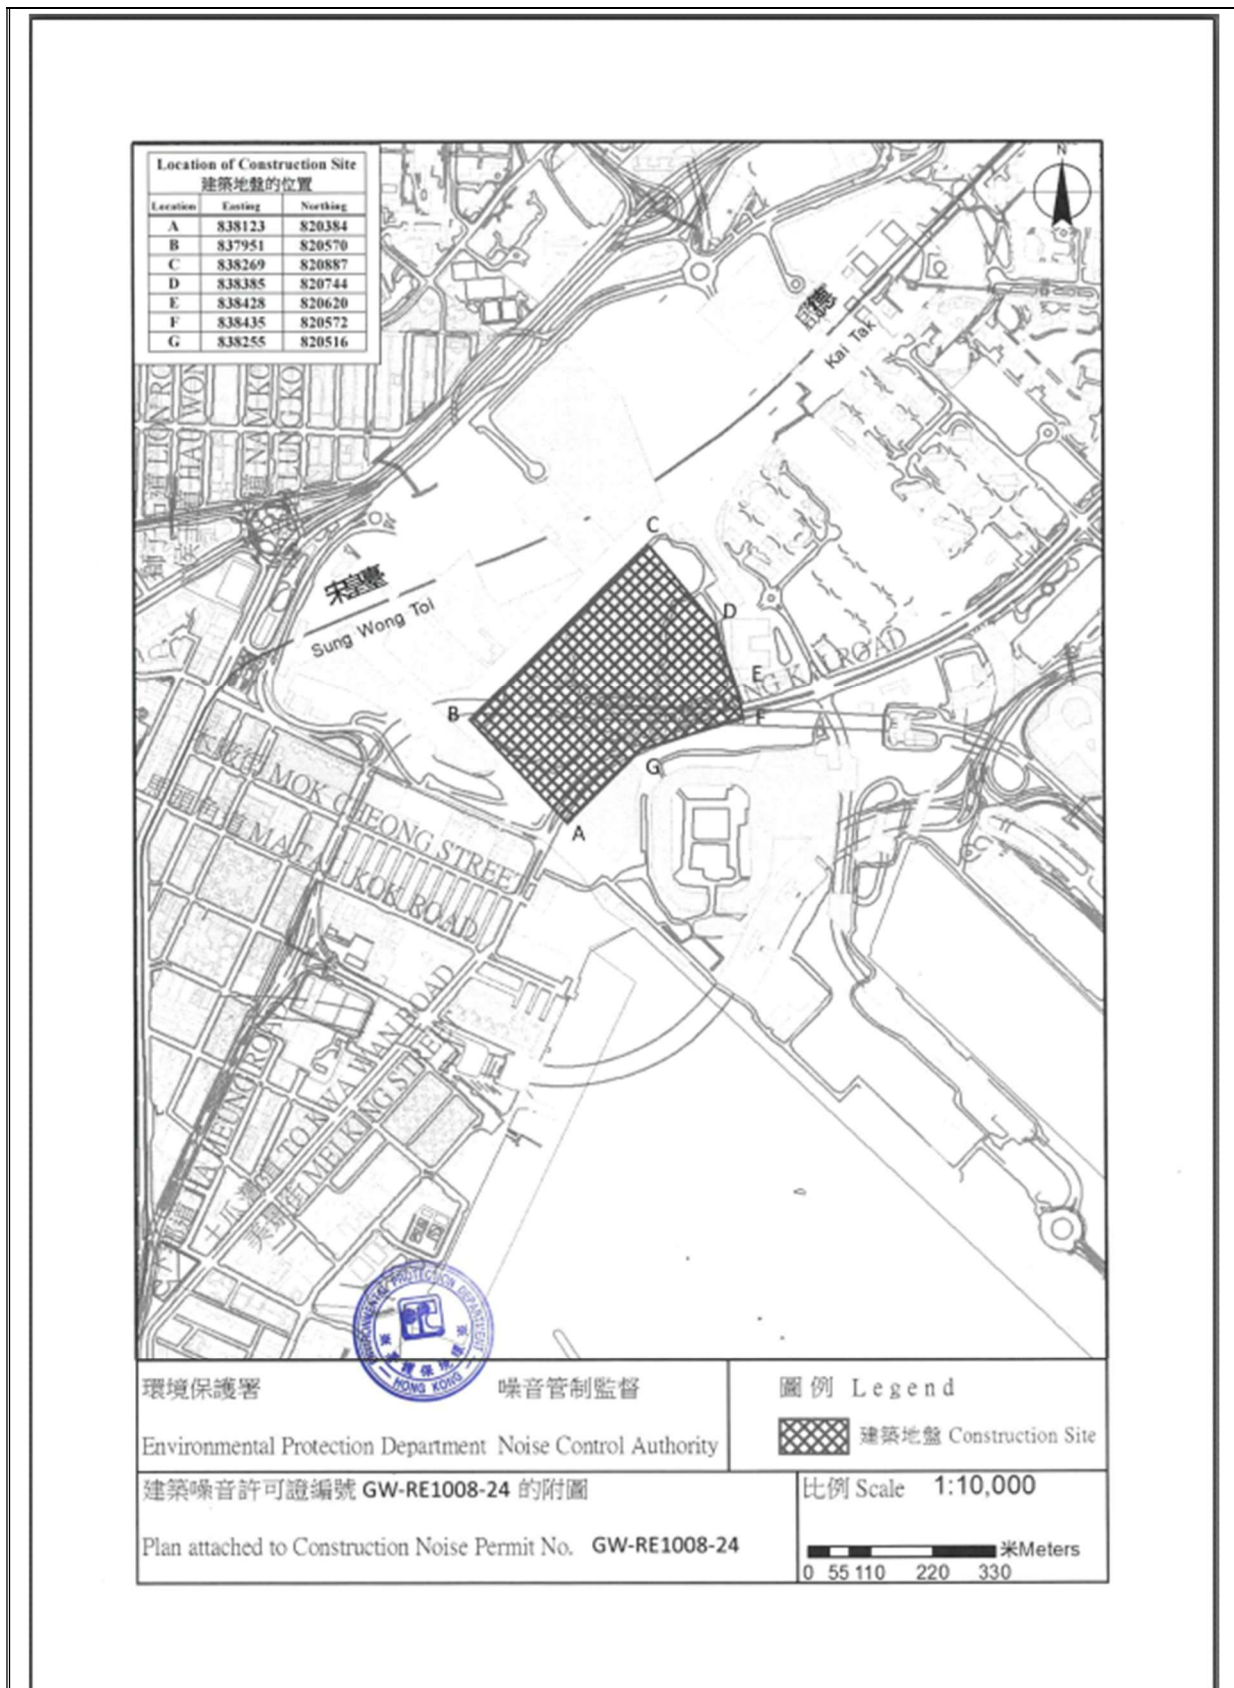 Location of Construction Site
建築地盤的位置
Location Easting Northing
A 838123 820384
B 837951 820570
C 838269 820887
D 838385 820744
E 838428 820620
F 838435 820572
G 838255 820516
N
啟德
Kai Tak
宋皇臺
Sung Wong Toi
C
D
E
B
F
G
A
MOK CHEONG STREET
MA TAU KOK ROAD
TO KWA WAN ROAD
MEI KING STREET
ENVIRONMENTAL PROTECTION DEPARTMENT
HONG KONG
環境保護署 噪音管制監督
Environmental Protection Department Noise Control Authority
圖例 Legend
建築地盤 Construction Site
建築噪音許可證編號 GW-RE1008-24 的附圖
Plan attached to Construction Noise Permit No. GW-RE1008-24
比例 Scale 1:10,000
米Meters
0 55 110 220 330